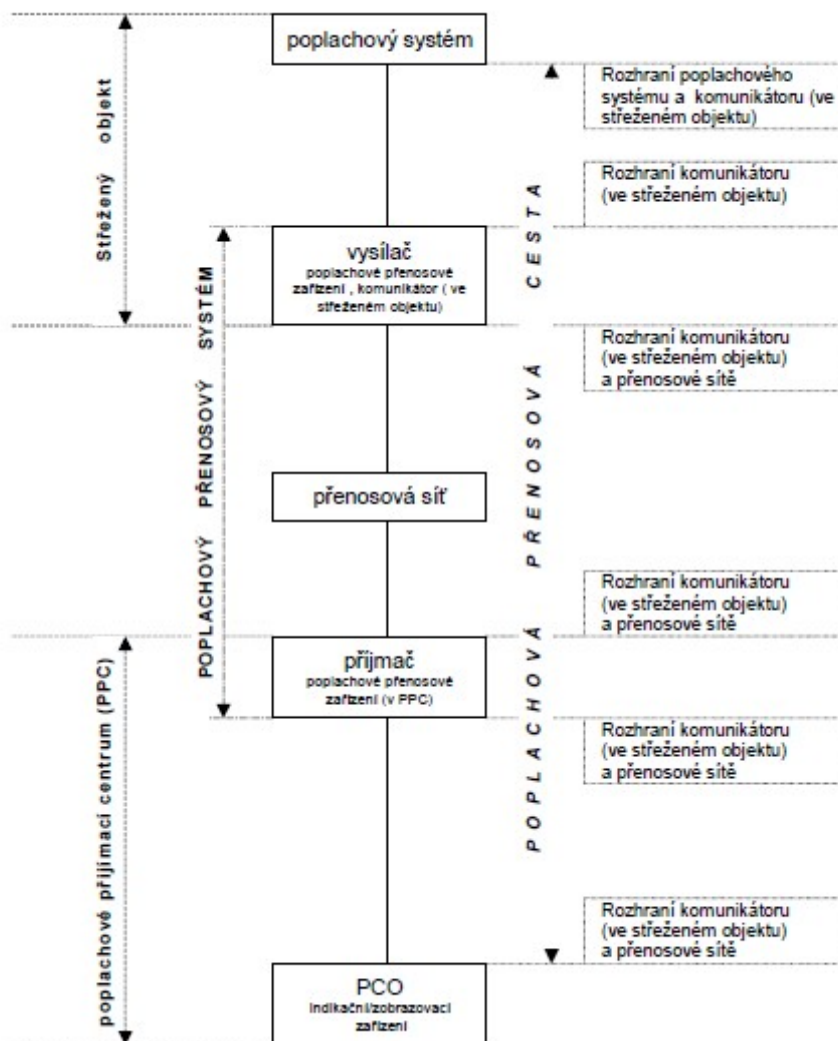 poplachový systém
Rozhraní poplachového
systému a komunikátoru (ve
střeženém objektu)
Rozhraní komunikátoru
(ve střeženém objektu)
Střežený objekt
CESTA
vysílač
poplachové přenosové
zařízení , komunikátor ( ve
střeženém objektu)
POPLACHOVÝ PŘENOSOVÝ SYSTÉM
Rozhraní komunikátoru
(ve střeženém objektu)
a přenosové sítě
PŘENOSOVÁ
přenosová síť
Rozhraní komunikátoru
(ve střeženém objektu)
a přenosové sítě
příjmač
poplachové přenosové
zařízení (v PPC)
POPLACHOVÁ
Rozhraní komunikátoru
(ve střeženém objektu)
a přenosové sítě
poplachové přijímací centrum (PPC)
Rozhraní komunikátoru
(ve střeženém objektu)
a přenosové sítě
PCO
indikační/zobrazovací
zařízení